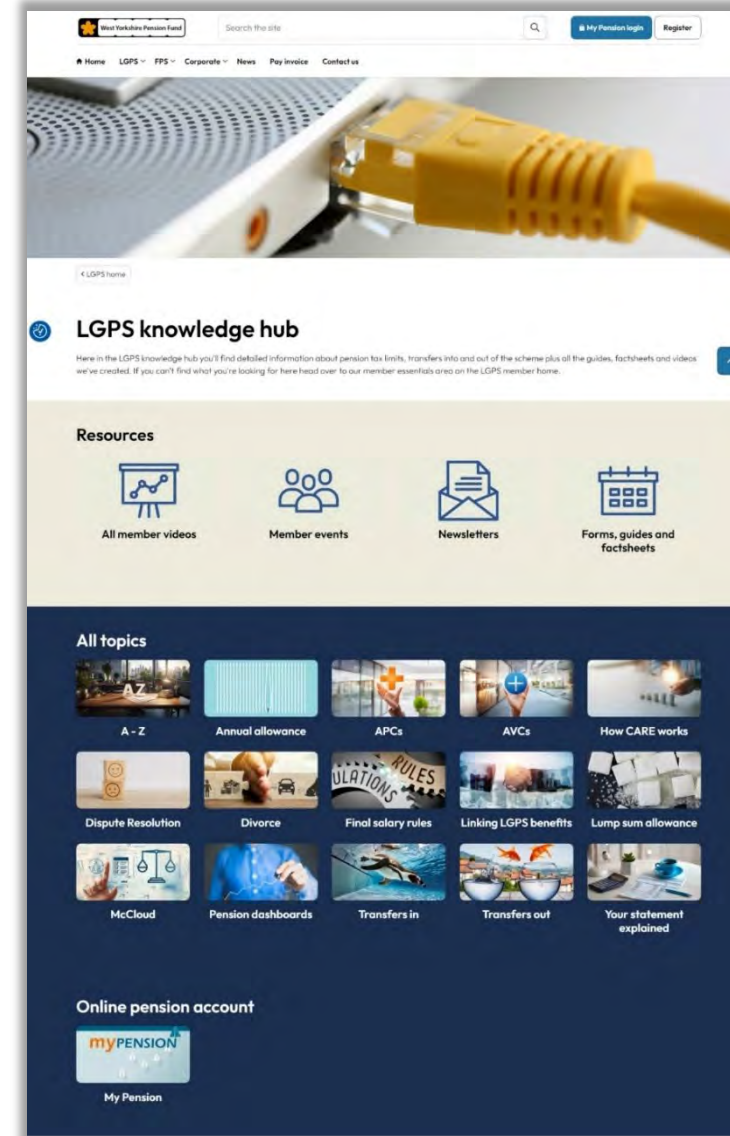 West Yorkshire Pension Fund
Search the site
My Pension login
Register
Home LGPS FPS Corporate News Pay invoice Contact us
< LGPS home
LGPS knowledge hub
Here in the LGPS knowledge hub you'll find detailed information about pension tax limits, transfers into and out of the scheme plus all the guides, factsheets and videos
we've created. If you can't find what you're looking for here head over to our member essentials area on the LGPS member home.
Resources
All member videos
Member events
Newsletters
Forms, guides and
factsheets
All topics
AZ
A - Z
Annual allowance
APCs
AVCs
How CARE works
ULATIONS RULES
Dispute Resolution
Divorce
Final salary rules
Linking LGPS benefits
Lump sum allowance
McCloud
Pension dashboards
Transfers in
Transfers out
Your statement
explained
Online pension account
myPENSION
My Pension